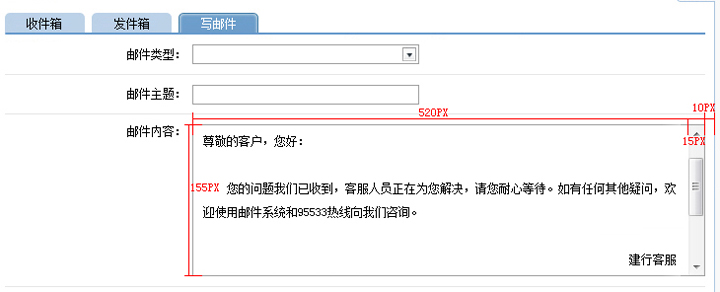 收件箱 发件箱 写邮件
邮件类型：
邮件主题：
10PX
520PX
邮件内容：
15PX
尊敬的客户，您好：
155PX
您的问题我们已收到，客服人员正在为您解决，请您耐心等待。如有任何其他疑问，欢
迎使用邮件系统和95533热线向我们咨询。
建行客服